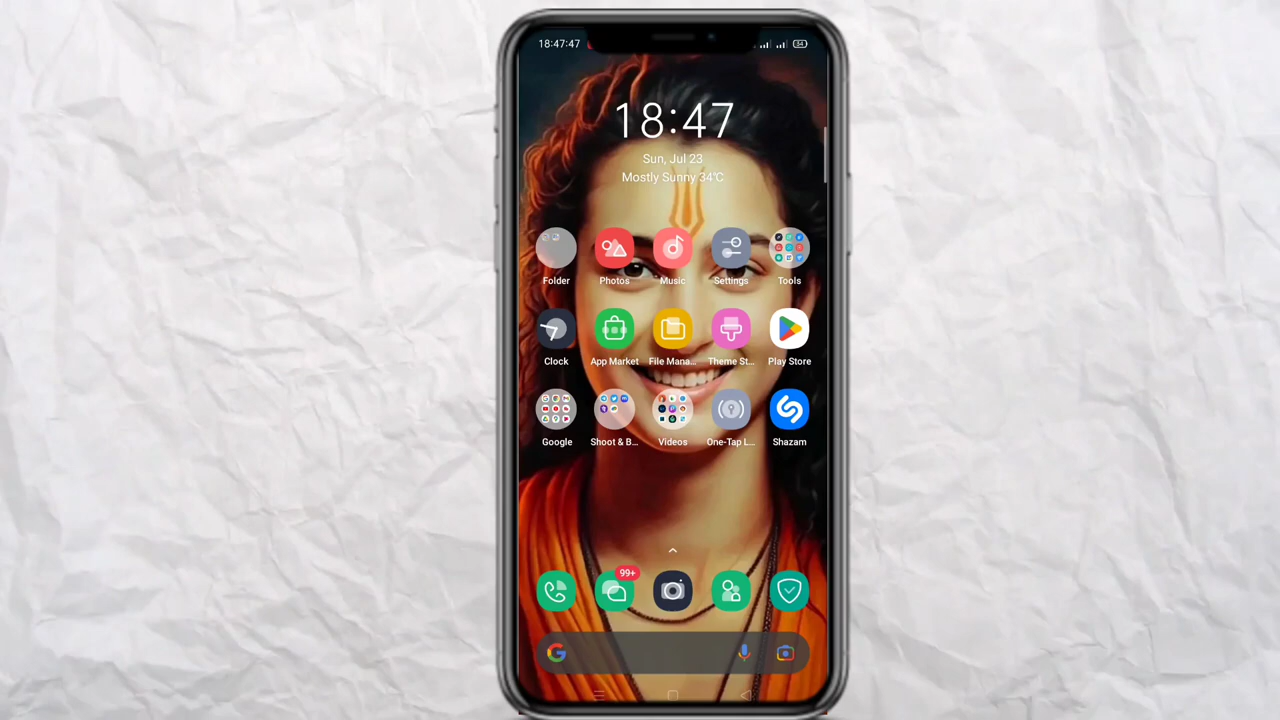 18:47:47
54
18:47
Sun, Jul 23
Mostly Sunny 34°C
Folder Photos Music Settings Tools
Clock App Market File Mana... Theme St... Play Store
Google Shoot & B... Videos One-Tap L... Shazam
99+